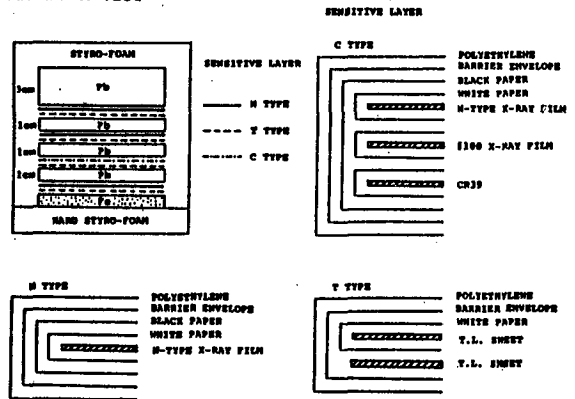 SENSITIVE LAYER
STYRO-FOAM
Pb
1cm Pb
1cm Pb
1cm Pb
Fe
HARD STYRO-FOAM
SENSITIVE LAYER
N TYPE
T TYPE
C TYPE
C TYPE
POLYETHYLENE
BARRIER ENVELOPE
BLACK PAPER
WHITE PAPER
N-TYPE X-RAY FILM
#100 X-RAY FILM
CR39
N TYPE
POLYETHYLENE
BARRIER ENVELOPE
BLACK PAPER
WHITE PAPER
N-TYPE X-RAY FILM
T TYPE
POLYETHYLENE
BARRIER ENVELOPE
WHITE PAPER
T.L. SHEET
T.L. SHEET